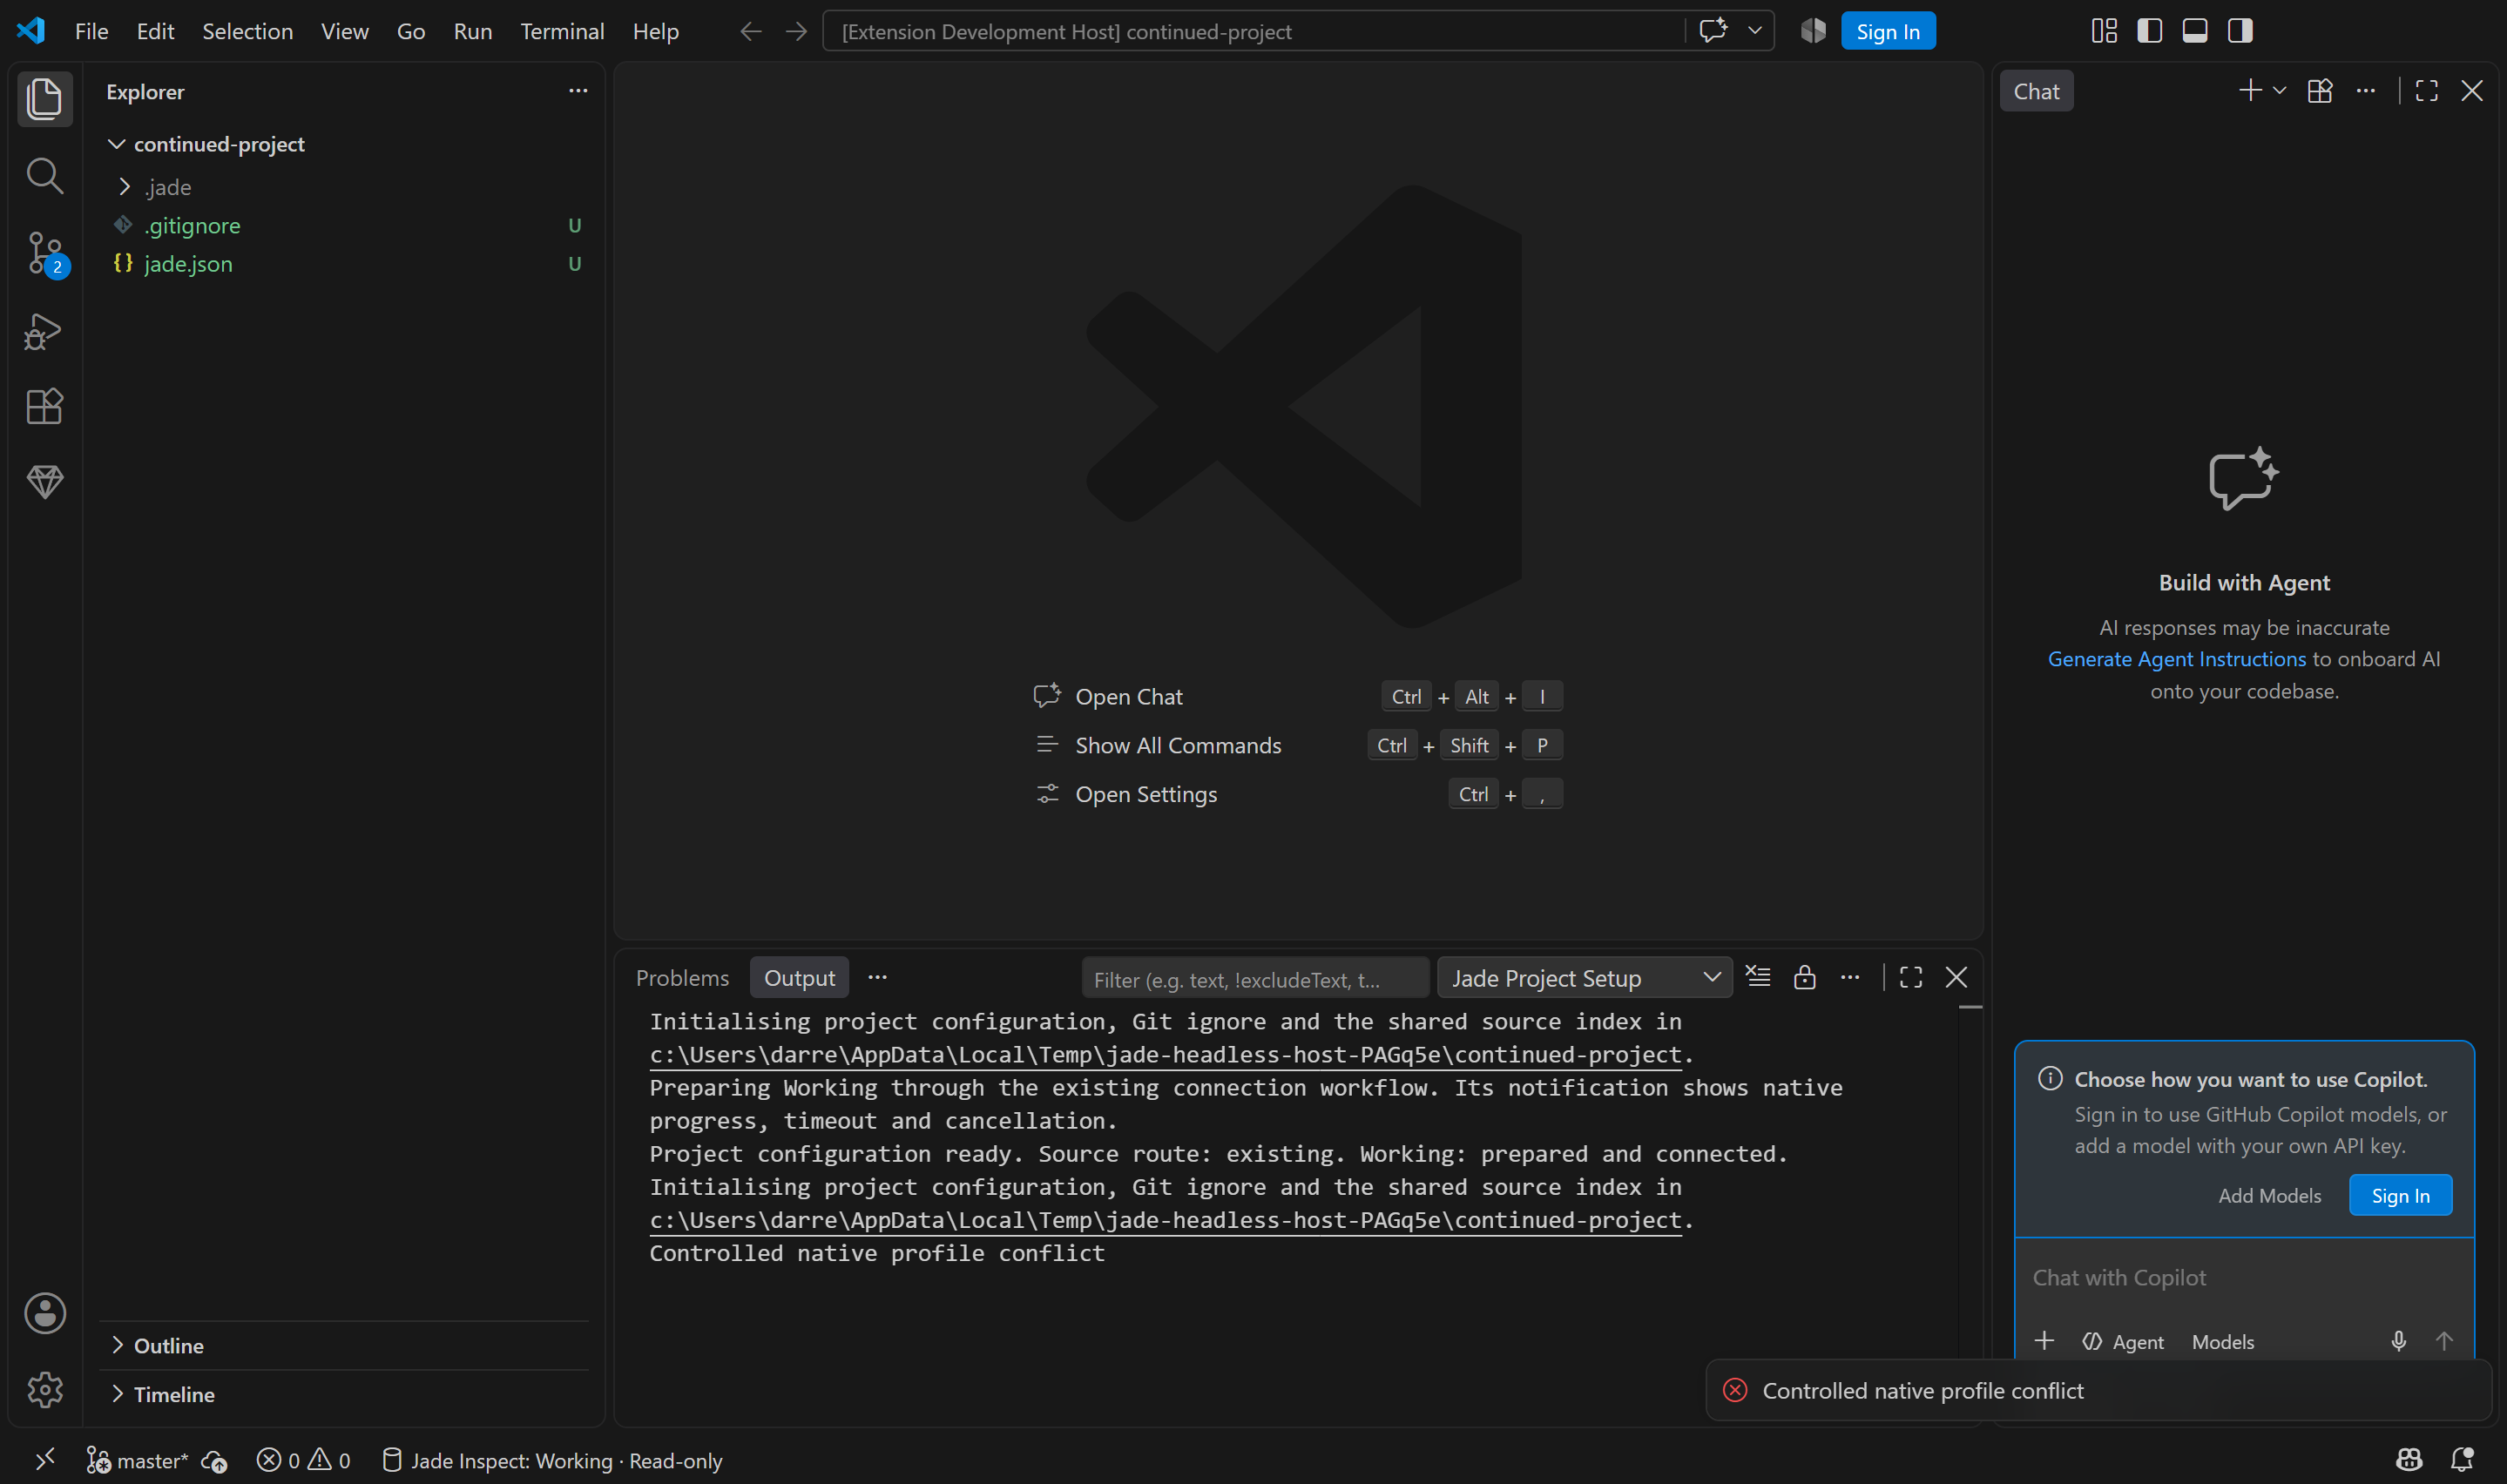 File Edit Selection View Go Run Terminal Help
[Extension Development Host] continued-project
Sign In
Explorer
continued-project
.jade
.gitignore U
jade.json U
2
Outline
Timeline
Open Chat Ctrl + Alt + I
Show All Commands Ctrl + Shift + P
Open Settings Ctrl + ,
Problems Output
Filter (e.g. text, !excludeText, t...
Jade Project Setup
Initialising project configuration, Git ignore and the shared source index in
c:\Users\darre\AppData\Local\Temp\jade-headless-host-PAGq5e\continued-project.
Preparing Working through the existing connection workflow. Its notification shows native
progress, timeout and cancellation.
Project configuration ready. Source route: existing. Working: prepared and connected.
Initialising project configuration, Git ignore and the shared source index in
c:\Users\darre\AppData\Local\Temp\jade-headless-host-PAGq5e\continued-project.
Controlled native profile conflict
Chat
Build with Agent
AI responses may be inaccurate
Generate Agent Instructions to onboard AI
onto your codebase.
Choose how you want to use Copilot.
Sign in to use GitHub Copilot models, or
add a model with your own API key.
Add Models Sign In
Chat with Copilot
Agent Models
Controlled native profile conflict
master* 0 0 Jade Inspect: Working · Read-only